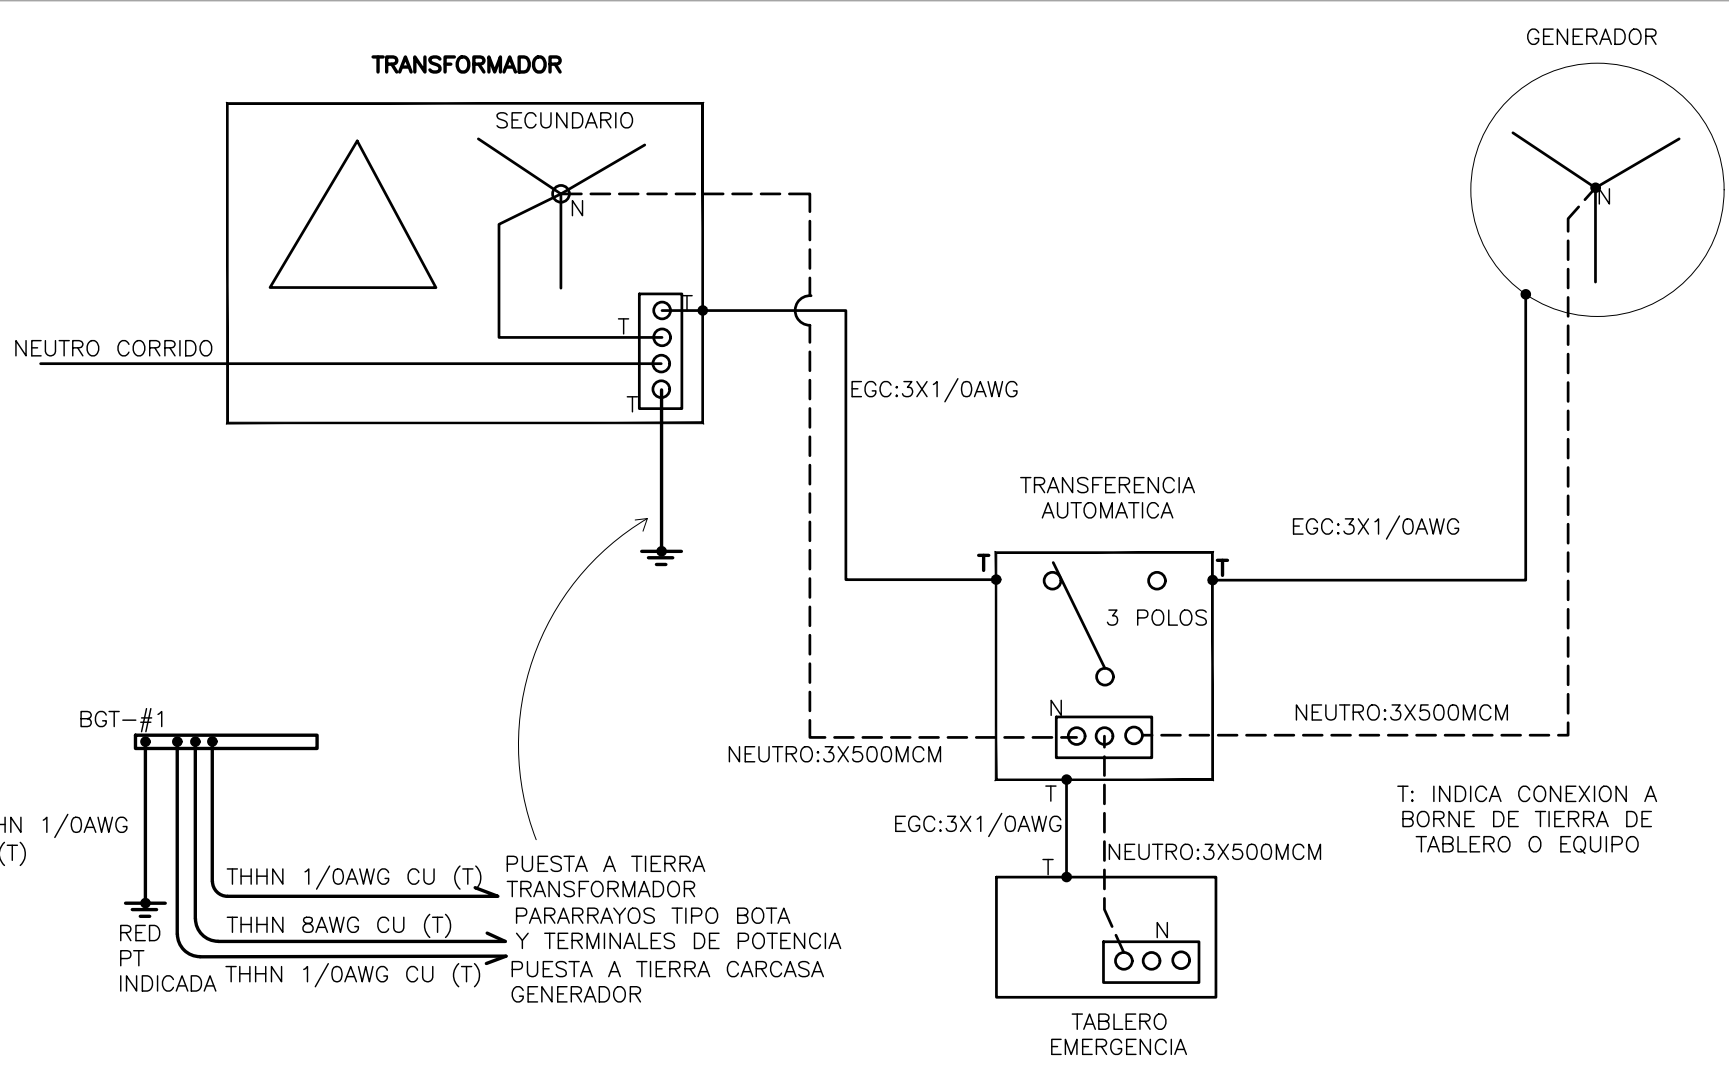 GENERADOR
TRANSFORMADOR
SECUNDARIO
N
N
T
T
NEUTRO CORRIDO
T
EGC:3X1/0AWG
TRANSFERENCIA
AUTOMATICA
EGC:3X1/0AWG
T
T
3 POLOS
N
BGT-#1
NEUTRO:3X500MCM
NEUTRO:3X500MCM
T
T: INDICA CONEXION A
BORNE DE TIERRA DE
TABLERO O EQUIPO
HN 1/0AWG
(T)
EGC:3X1/0AWG
T
NEUTRO:3X500MCM
THHN 1/0AWG CU (T)
PUESTA A TIERRA
TRANSFORMADOR
THHN 8AWG CU (T)
PARARRAYOS TIPO BOTA
Y TERMINALES DE POTENCIA
RED
PT
INDICADA
THHN 1/0AWG CU (T)
PUESTA A TIERRA CARCASA
GENERADOR
N
TABLERO
EMERGENCIA